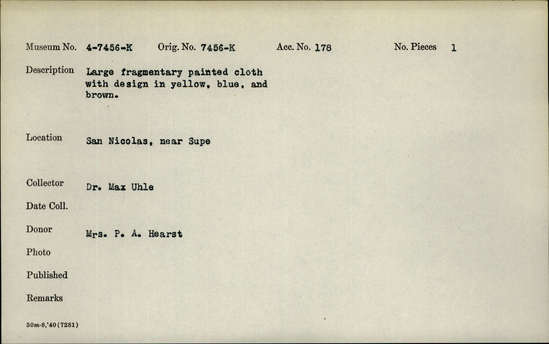 Museum No. 4-7456-K Orig. No. 7456-K Acc. No. 178 No. Pieces 1
Description Large fragmentary painted cloth
with design in yellow, blue, and
brown.
Location San Nicolas, near Supe
Collector Dr. Max Uhle
Date Coll.
Donor Mrs. P. A. Hearst
Photo
Published
Remarks
30m-8,'40(7281)